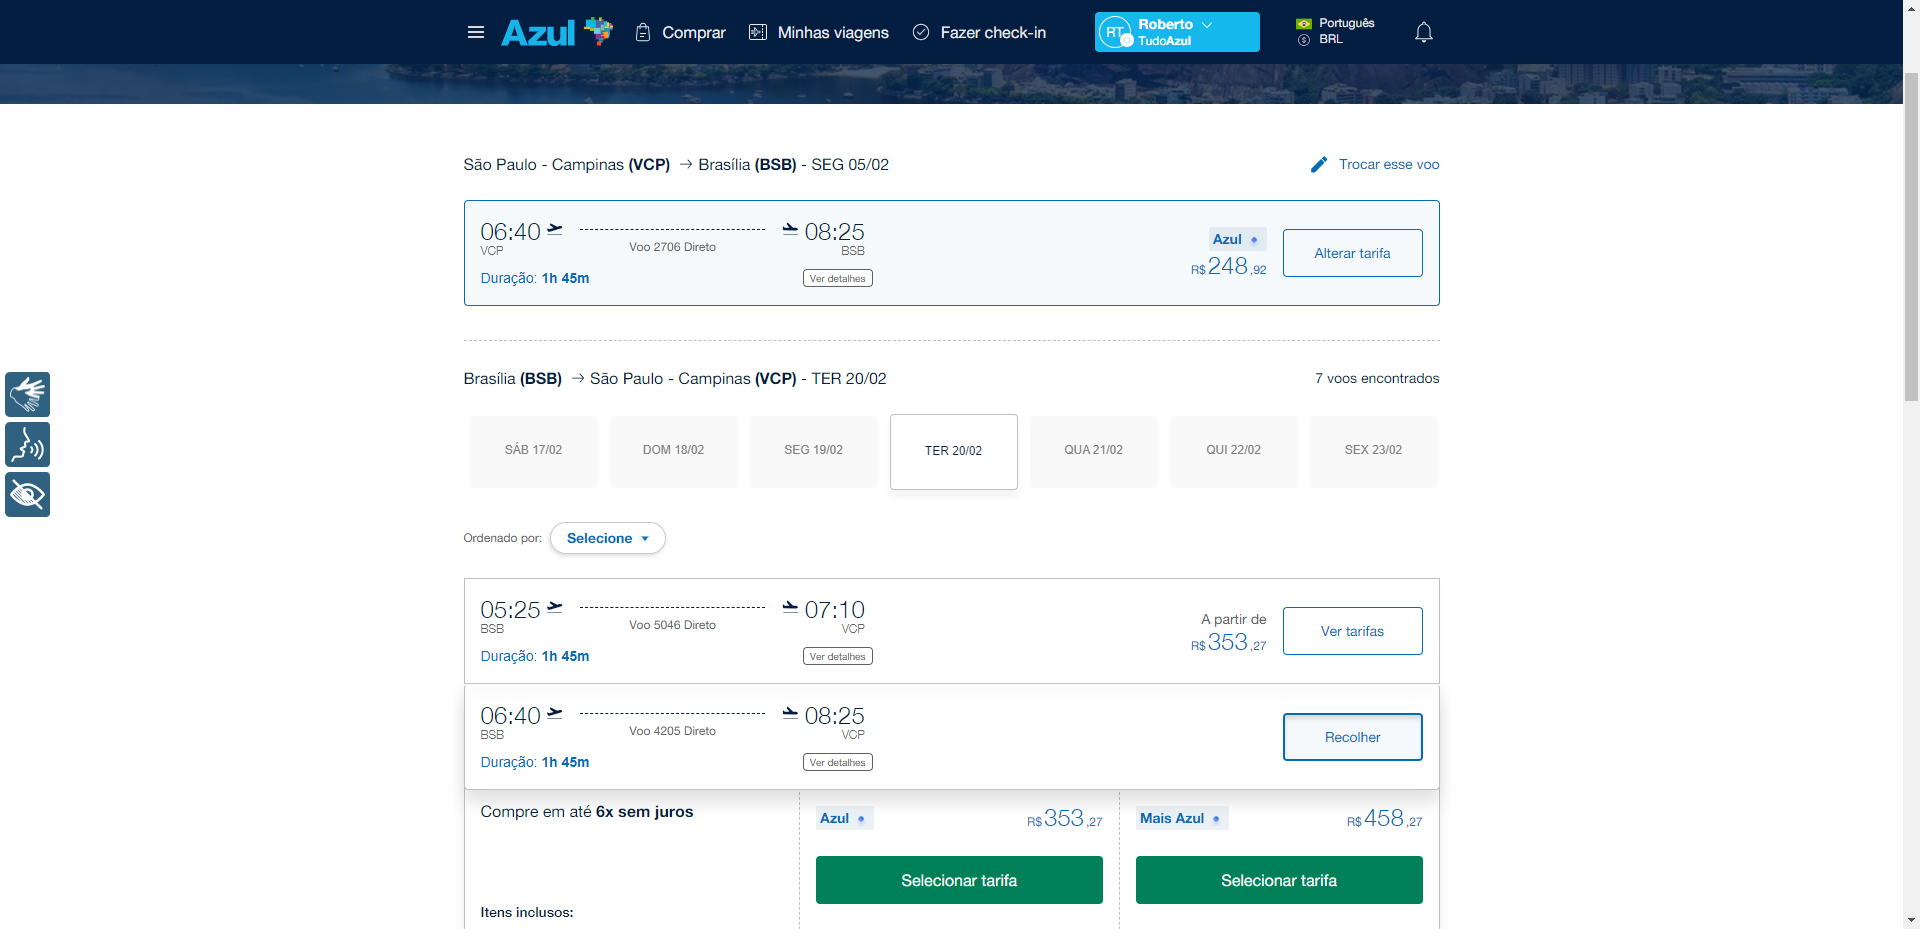 Azul
Comprar
Minhas viagens
Fazer check-in
RT
Roberto
TudoAzul
Português
BRL
São Paulo - Campinas (VCP) → Brasília (BSB) - SEG 05/02
Trocar esse voo
06:40
VCP
Voo 2706 Direto
08:25
BSB
Duração: 1h 45m
Ver detalhes
Azul
R$248,92
Alterar tarifa
Brasília (BSB) → São Paulo - Campinas (VCP) - TER 20/02
7 voos encontrados
SÁB 17/02
DOM 18/02
SEG 19/02
TER 20/02
QUA 21/02
QUI 22/02
SEX 23/02
Ordenado por:
Selecione
05:25
BSB
Voo 5046 Direto
07:10
VCP
Duração: 1h 45m
Ver detalhes
A partir de
R$353,27
Ver tarifas
06:40
BSB
Voo 4205 Direto
08:25
VCP
Duração: 1h 45m
Ver detalhes
Recolher
Compre em até 6x sem juros
Azul
R$353,27
Mais Azul
R$458,27
Selecionar tarifa
Selecionar tarifa
Itens inclusos: